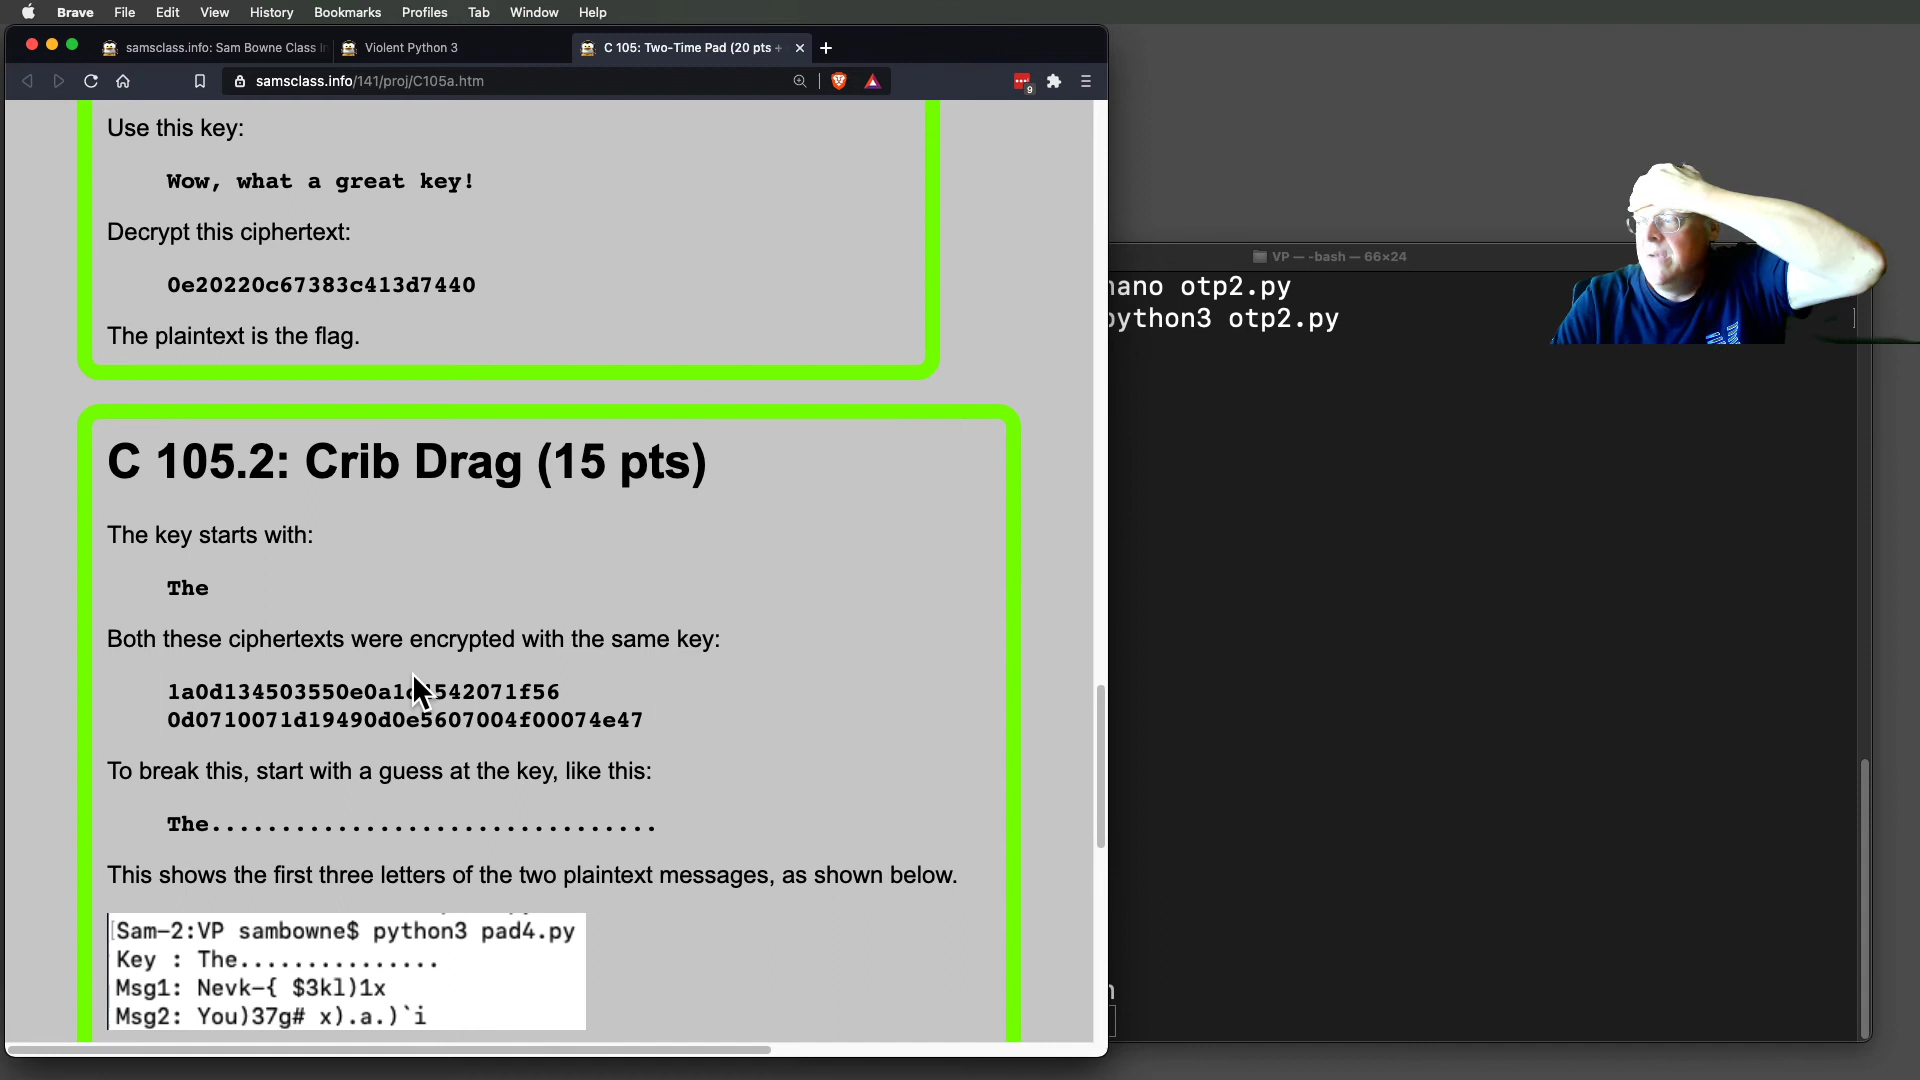 Brave File Edit View History Bookmarks Profiles Tab Window Help
samsclass.info: Sam Bowne Class
Violent Python 3
C 105: Two-Time Pad (20 pts +
samsclass.info/141/proj/C105a.htm
9
Use this key:
Wow, what a great key!
Decrypt this ciphertext:
0e20220c67383c413d7440
The plaintext is the flag.
C 105.2: Crib Drag (15 pts)
The key starts with:
The
Both these ciphertexts were encrypted with the same key:
0d0710071d19490d0e5607004f00074e47
To break this, start with a guess at the key, like this:
The................................
This shows the first three letters of the two plaintext messages, as shown below.
Sam-2:VP sambowne$ python3 pad4.py
Key : The...............
Msg1: Nevk-{ $3kl)1x
Msg2: You)37g# x).a.)`i
VP — -bash — 66×24
nano otp2.py
python3 otp2.py